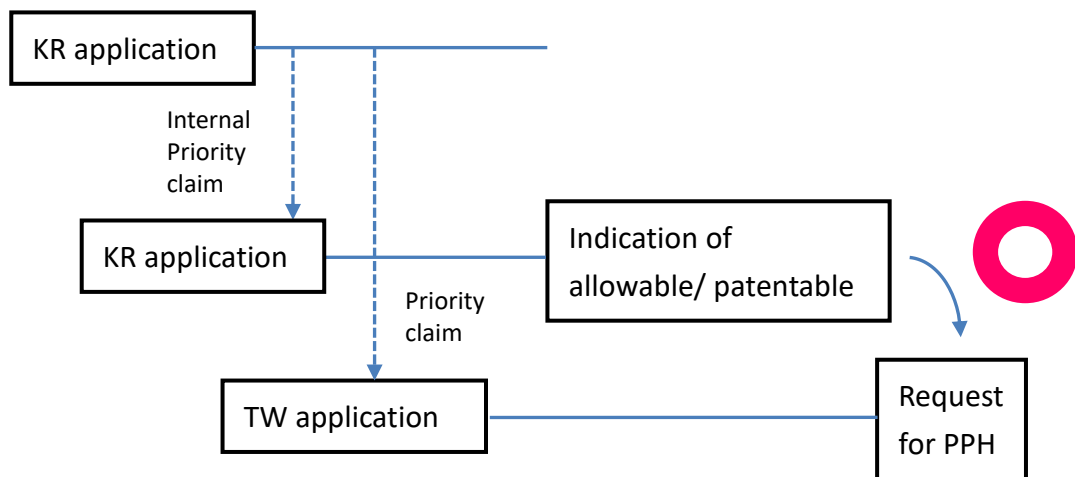 KR application
Internal
Priority
claim
KR application
Indication of
allowable/ patentable
Priority
claim
TW application
Request
for PPH